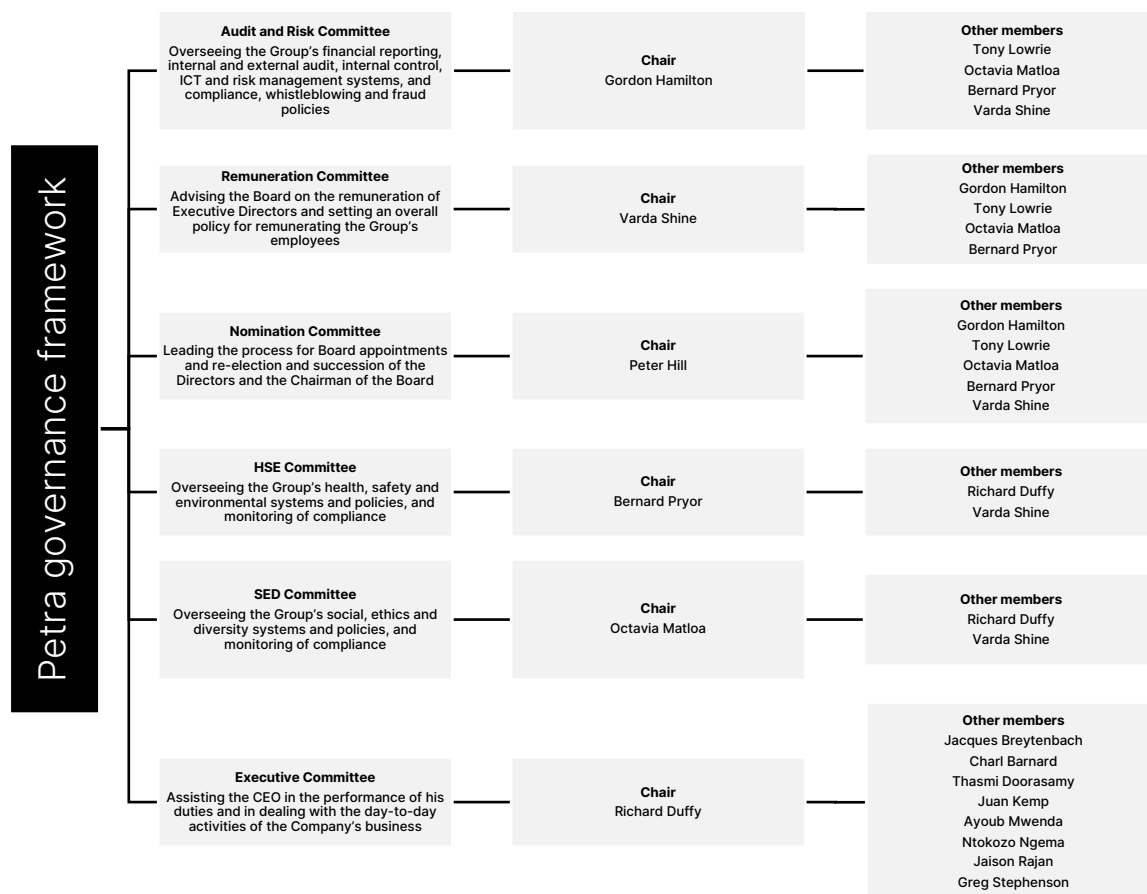 Petra governance framework
Audit and Risk Committee
Overseeing the Group's financial reporting,
internal and external audit, internal control,
ICT and risk management systems, and
compliance, whistleblowing and fraud
policies
Chair
Gordon Hamilton
Other members
Tony Lowrie
Octavia Matloa
Bernard Pryor
Varda Shine
Remuneration Committee
Advising the Board on the remuneration of
Executive Directors and setting an overall
policy for remunerating the Group's
employees
Chair
Varda Shine
Other members
Gordon Hamilton
Tony Lowrie
Octavia Matloa
Bernard Pryor
Nomination Committee
Leading the process for Board appointments
and re-election and succession of the
Directors and the Chairman of the Board
Chair
Peter Hill
Other members
Gordon Hamilton
Tony Lowrie
Octavia Matloa
Bernard Pryor
Varda Shine
HSE Committee
Overseeing the Group's health, safety and
environmental systems and policies, and
monitoring of compliance
Chair
Bernard Pryor
Other members
Richard Duffy
Varda Shine
SED Committee
Overseeing the Group's social, ethics and
diversity systems and policies, and
monitoring of compliance
Chair
Octavia Matloa
Other members
Richard Duffy
Varda Shine
Executive Committee
Assisting the CEO in the performance of his
duties and in dealing with the day-to-day
activities of the Company's business
Chair
Richard Duffy
Other members
Jacques Breytenbach
Charl Barnard
Thasmi Doorasamy
Juan Kemp
Ayoub Mwenda
Ntokozo Ngema
Jaison Rajan
Greg Stephenson